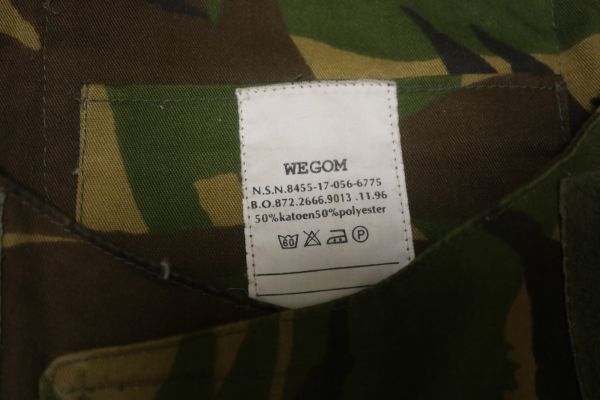 WEGOM
N.S.N.8455-17-056-6775
B.O.872.2666.9013 .11.96
50%katoen50%polyester
60 P